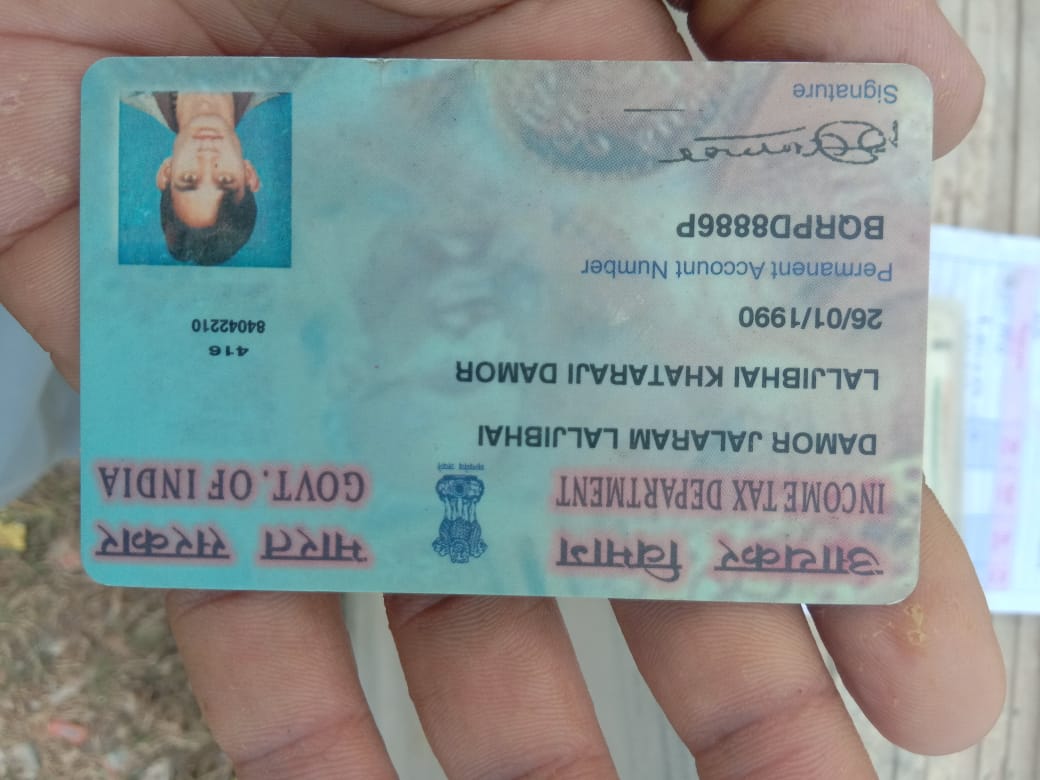 आयकर विभाग
INCOME TAX DEPARTMENT
सत्यमेव जयते
भारत सरकार
GOVT. OF INDIA
DAMOR JALARAM LALJIBHAI
LALJIBHAI KHATARAJI DAMOR
26/01/1990
416
84042210
Permanent Account Number
BQRPD8886P
Signature